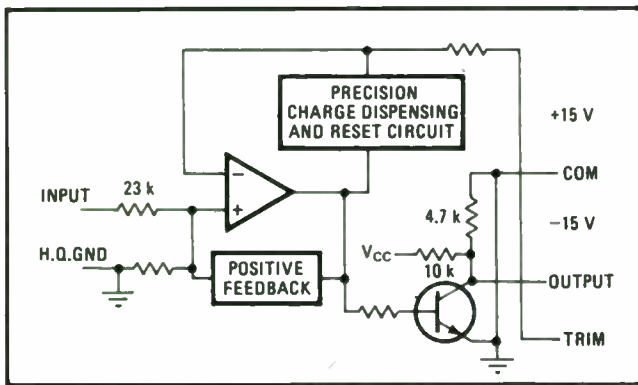 PRECISION
CHARGE DISPENSING
AND RESET CIRCUIT
+15 V
COM
−15 V
INPUT
23 k
−
+
4.7 k
H.Q.GND
POSITIVE
FEEDBACK
VCC
10 k
OUTPUT
TRIM